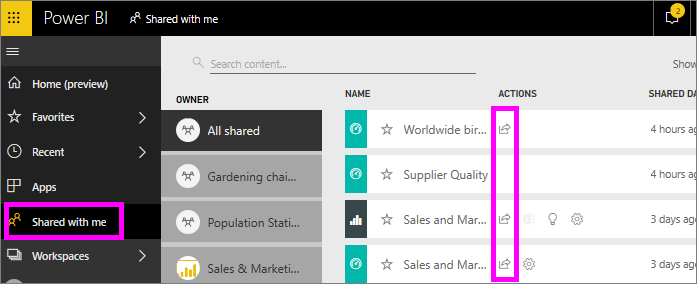 Power BI
Shared with me
2
Search content...
Show
Home (preview)
Favorites
Recent
Apps
Shared with me
Workspaces
OWNER
All shared
Gardening chai...
Population Stati...
Sales & Marketi...
NAME
ACTIONS
SHARED DA
Worldwide bir...
4 hours ag
Supplier Quality
4 hours ag
Sales and Mar...
3 days ago
Sales and Mar...
3 days ago